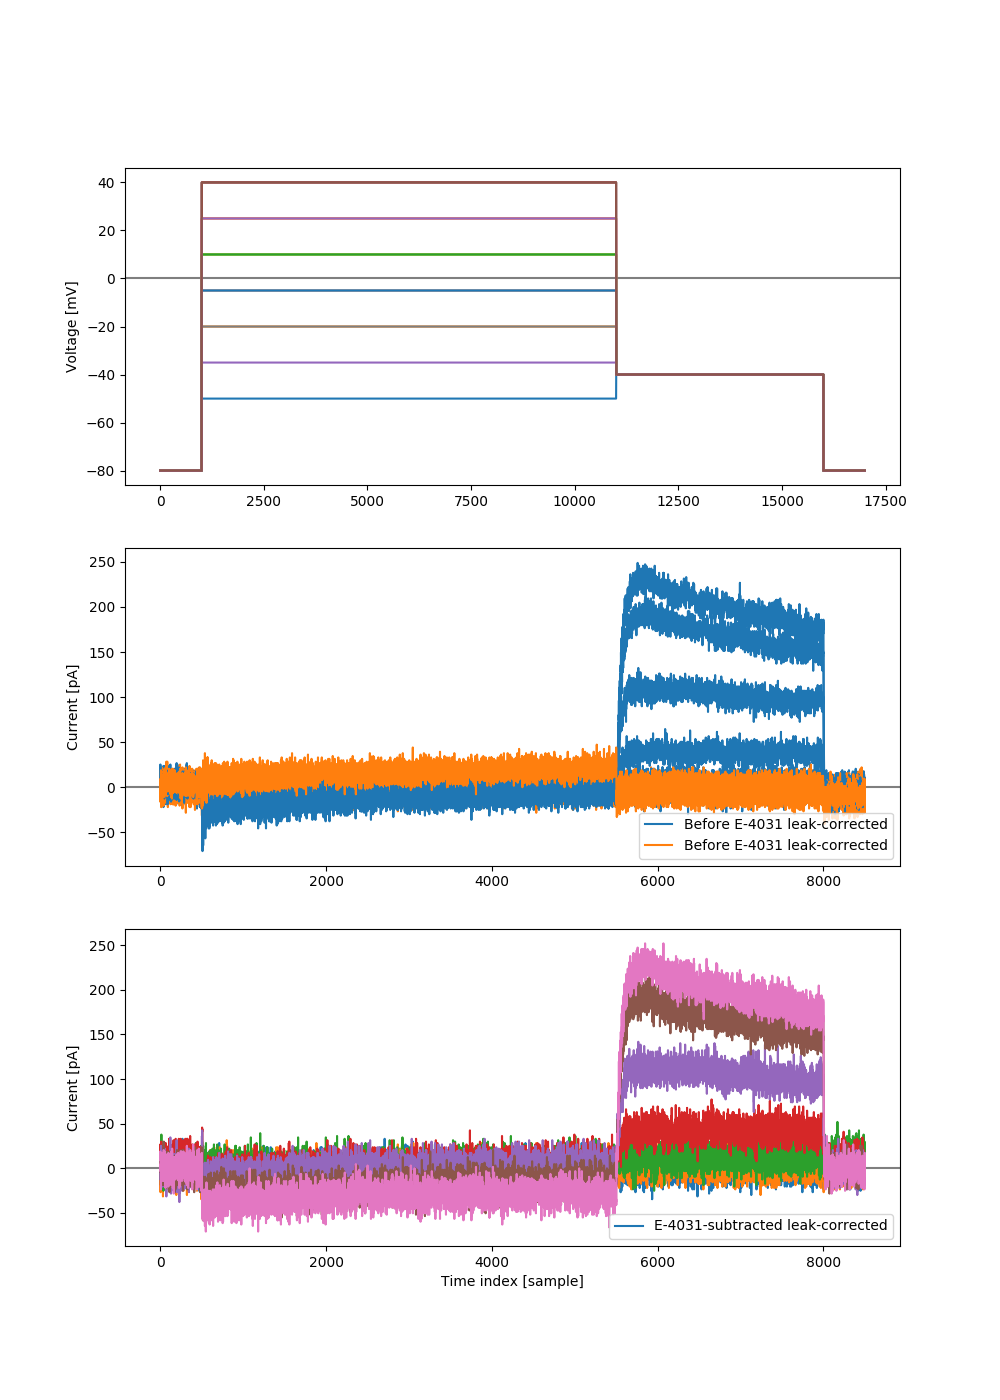 40
20
0
−20
−40
−60
−80
Voltage [mV]
0 2500 5000 7500 10000 12500 15000 17500
250
200
150
100
50
0
−50
Current [pA]
Before E-4031 leak-corrected
Before E-4031 leak-corrected
0 2000 4000 6000 8000
250
200
150
100
50
0
−50
Current [pA]
E-4031-subtracted leak-corrected
0 2000 4000 6000 8000
Time index [sample]